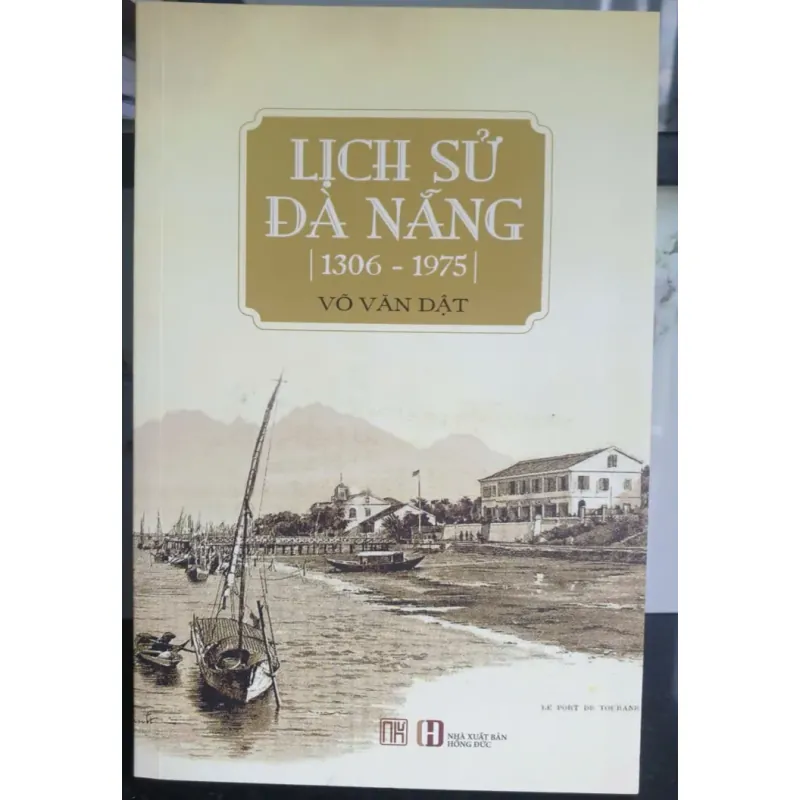 LỊCH SỬ
ĐÀ NẴNG
1306 - 1975
VÕ VĂN DẬT
LE PORT DE TOURANE
NHÀ XUẤT BẢN
HỒNG ĐỨC